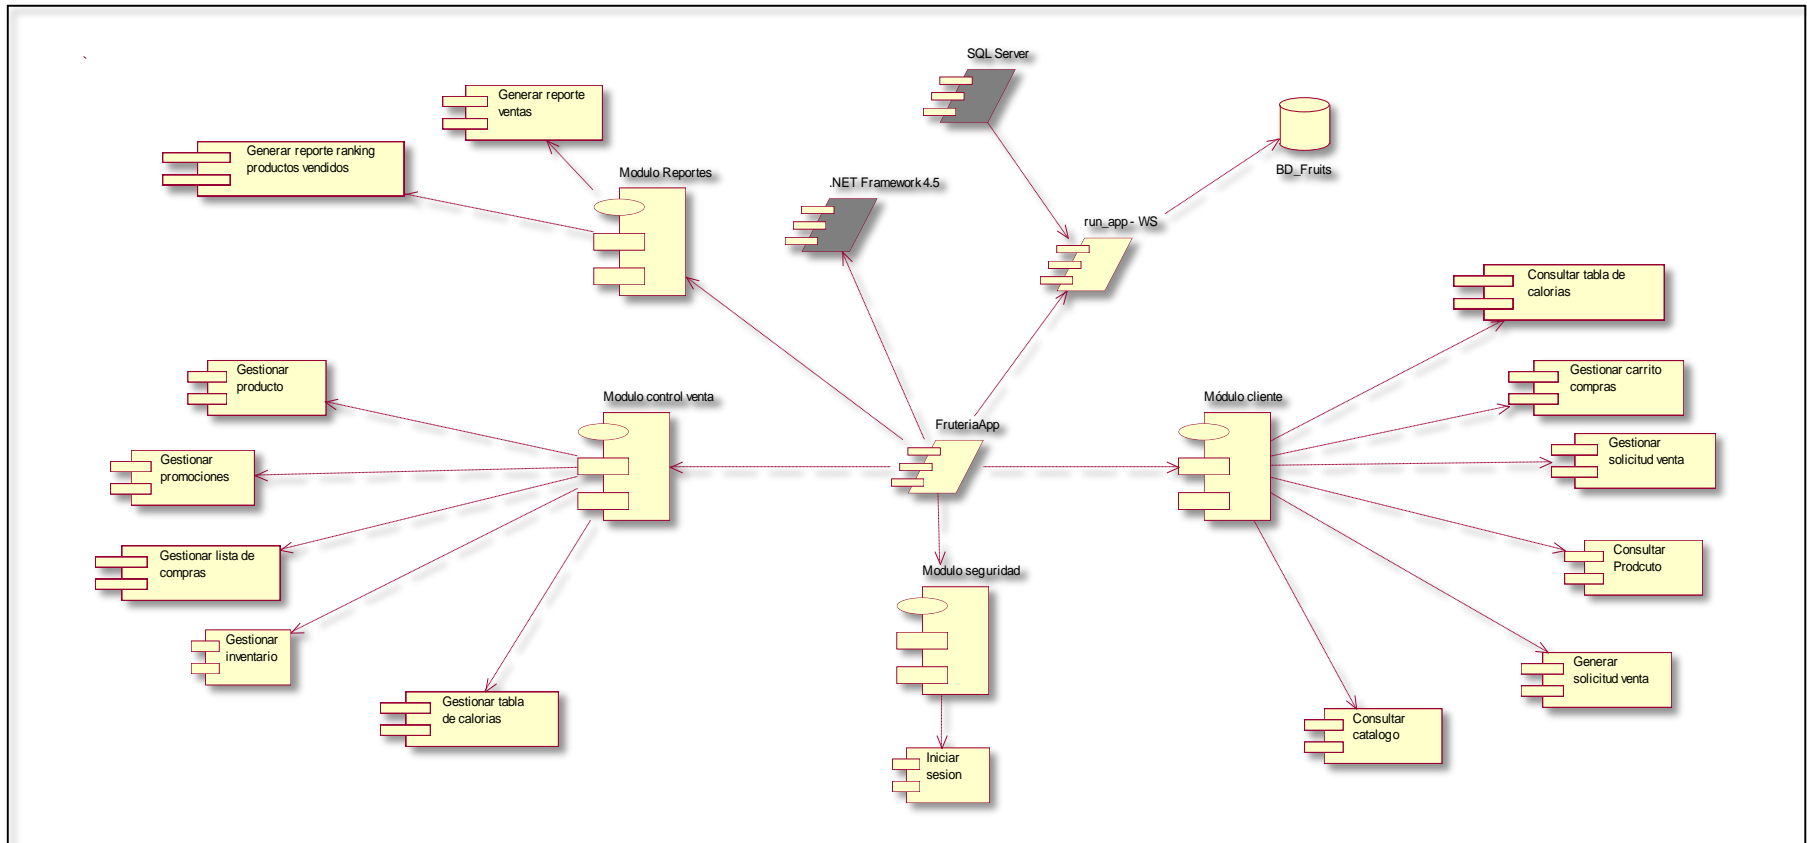 `
SQL Server
Generar reporte
ventas
Generar reporte ranking
productos vendidos
Modulo Reportes
.NET Framework 4.5
BD_Fruits
run_app - WS
Consultar tabla de
calorias
Gestionar
producto
Gestionar carrito
compras
Modulo control venta
Módulo cliente
FruteriaApp
Gestionar
solicitud venta
Gestionar
promociones
Gestionar lista de
compras
Consultar
Prodcuto
Modulo seguridad
Gestionar
inventario
Generar
solicitud venta
Gestionar tabla
de calorias
Consultar
catalogo
Iniciar
sesion